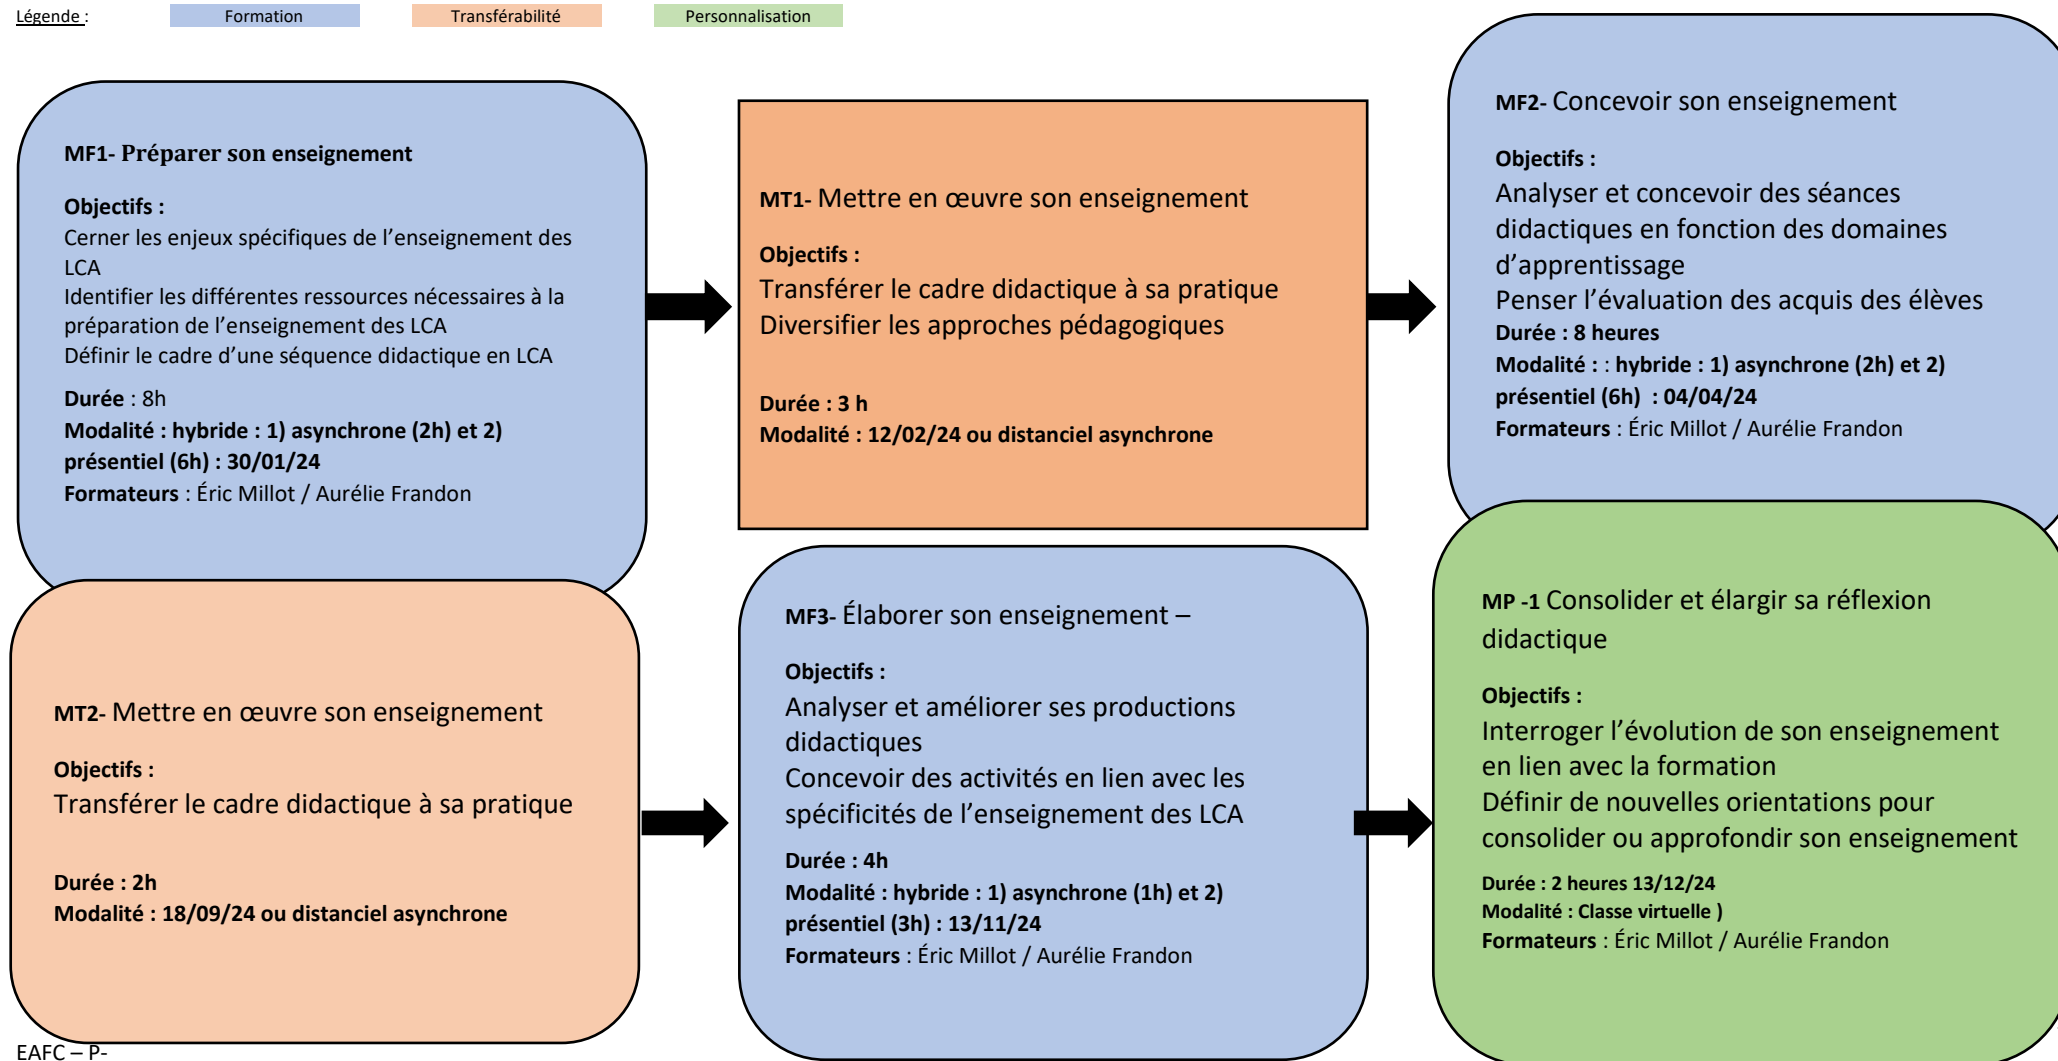 Légende :
Formation
Transférabilité
Personnalisation
MF1- Préparer son enseignement
Objectifs :
Cerner les enjeux spécifiques de l’enseignement des
LCA
Identifier les différentes ressources nécessaires à la
préparation de l’enseignement des LCA
Définir le cadre d’une séquence didactique en LCA
Durée : 8h
Modalité : hybride : 1) asynchrone (2h) et 2)
présentiel (6h) : 30/01/24
Formateurs : Éric Millot / Aurélie Frandon
MT1- Mettre en œuvre son enseignement
Objectifs :
Transférer le cadre didactique à sa pratique
Diversifier les approches pédagogiques
Durée : 3 h
Modalité : 12/02/24 ou distanciel asynchrone
MF2- Concevoir son enseignement
Objectifs :
Analyser et concevoir des séances
didactiques en fonction des domaines
d’apprentissage
Penser l’évaluation des acquis des élèves
Durée : 8 heures
Modalité : : hybride : 1) asynchrone (2h) et 2)
présentiel (6h) : 04/04/24
Formateurs : Éric Millot / Aurélie Frandon
MT2- Mettre en œuvre son enseignement
Objectifs :
Transférer le cadre didactique à sa pratique
Durée : 2h
Modalité : 18/09/24 ou distanciel asynchrone
MF3- Élaborer son enseignement –
Objectifs :
Analyser et améliorer ses productions
didactiques
Concevoir des activités en lien avec les
spécificités de l’enseignement des LCA
Durée : 4h
Modalité : hybride : 1) asynchrone (1h) et 2)
présentiel (3h) : 13/11/24
Formateurs : Éric Millot / Aurélie Frandon
MP -1 Consolider et élargir sa réflexion
didactique
Objectifs :
Interroger l’évolution de son enseignement
en lien avec la formation
Définir de nouvelles orientations pour
consolider ou approfondir son enseignement
Durée : 2 heures 13/12/24
Modalité : Classe virtuelle )
Formateurs : Éric Millot / Aurélie Frandon
EAFC – P-